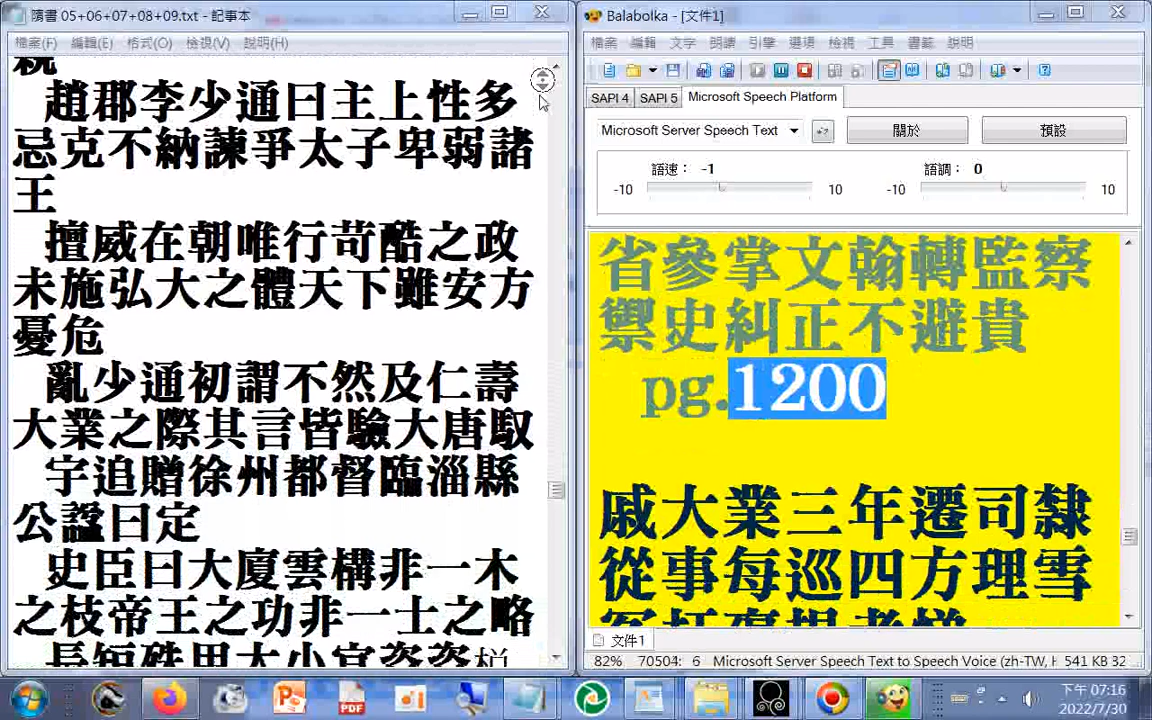 隋書 05+06+07+08+09.txt - 記事本
檔案(F) 編輯(E) 格式(O) 檢視(V) 說明(H)
趙郡李少通曰主上性多
忌克不納諫爭太子卑弱諸
王
擅威在朝唯行苛酷之政
未施弘大之體天下雖安方
憂危
亂少通初謂不然及仁壽
大業之際其言皆驗大唐馭
宇追贈徐州都督臨淄縣
公諡曰定
史臣曰大廈雲構非一木
之枝帝王之功非一士之略
長短殊用大小宜
Balabolka - [文件1]
檔案 編輯 文字 朗讀 引擎 選項 檢視 工具 書籤 說明
SAPI 4 SAPI 5 Microsoft Speech Platform
Microsoft Server Speech Text 關於 預設
語速： -1 語調： 0
-10 10 -10 10
省參掌文翰轉監察
禦史糾正不避貴
pg.1200
戚大業三年遷司隸
從事每巡四方理雪
文件1
82% 70504: 6 Microsoft Server Speech Text to Speech Voice (zh-TW, H 541 KB 32
PDF
下午 07:16
2022/7/30